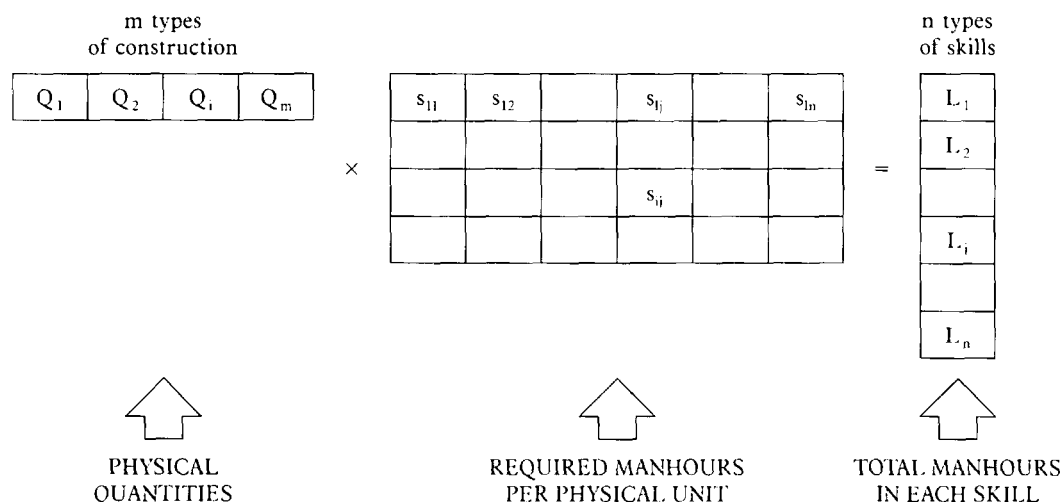 m types
of construction
n types
of skills
Q₁ Q₂ Qᵢ Qₘ
×
s₁₁ s₁₂ s₁ⱼ s₁ₙ
sᵢⱼ
=
L₁
L₂
Lⱼ
Lₙ
PHYSICAL
QUANTITIES
REQUIRED MANHOURS
PER PHYSICAL UNIT
TOTAL MANHOURS
IN EACH SKILL